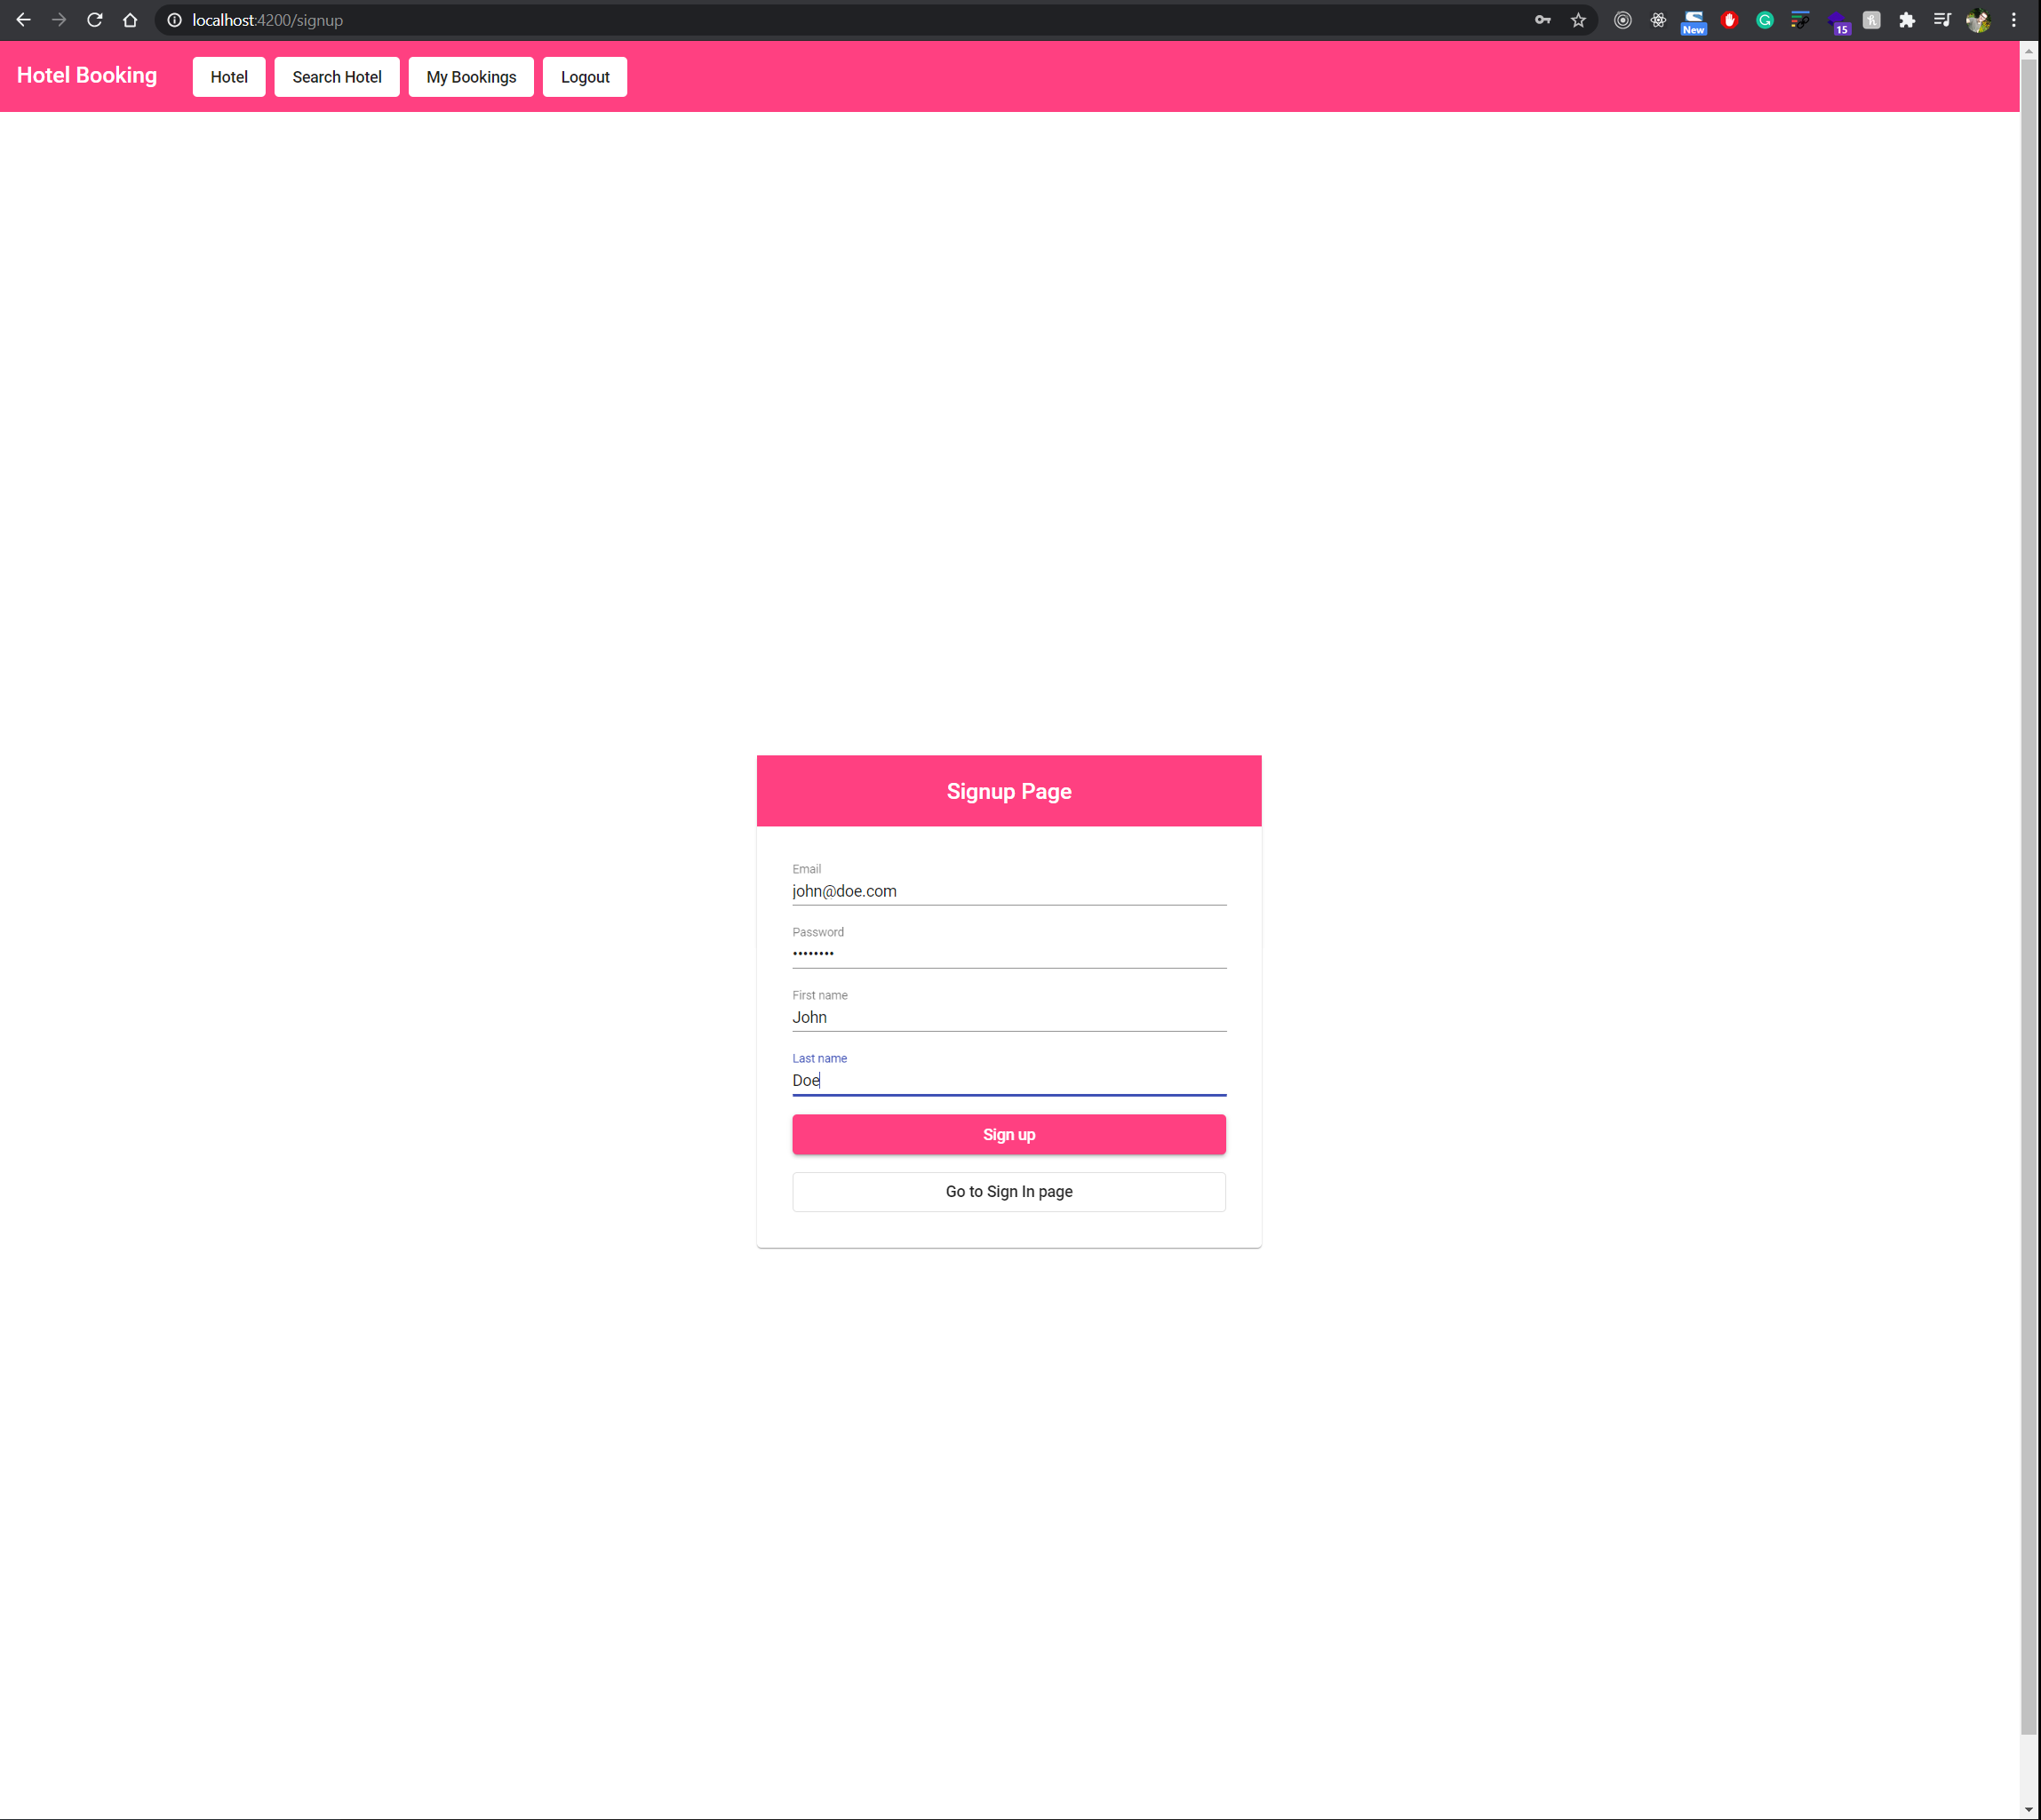 localhost:4200/signup
New
15
Hotel Booking
Hotel
Search Hotel
My Bookings
Logout
Signup Page
Email
john@doe.com
Password
••••••••
First name
John
Last name
Doe
Sign up
Go to Sign In page